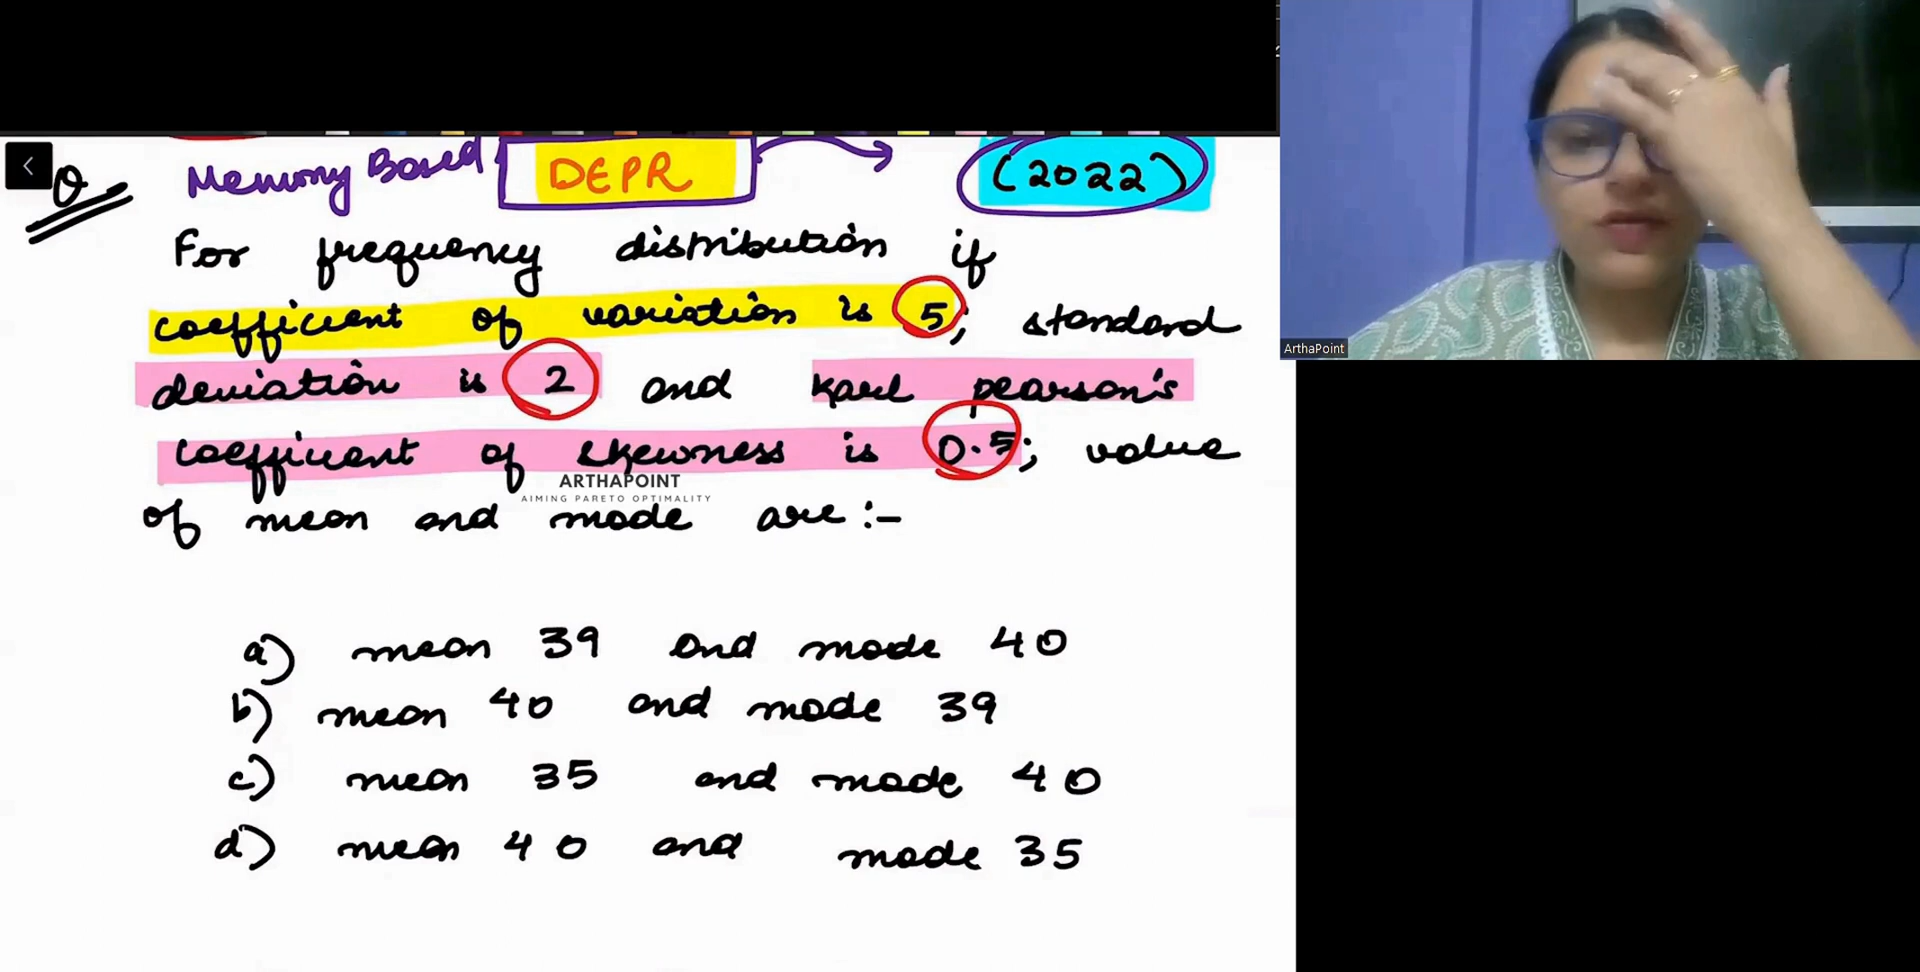 Q Memory Based DEPR (2022)
For frequency distribution if
coefficient of variation is 5; standard
deviation is 2 and Karl pearson's
coefficient of skewness is 0.5; value
ARTHAPOINT
AIMING PARETO OPTIMALITY
of mean and mode are :-
a) mean 39 and mode 40
b) mean 40 and mode 39
c) mean 35 and mode 40
d) mean 40 and mode 35
ArthaPoint